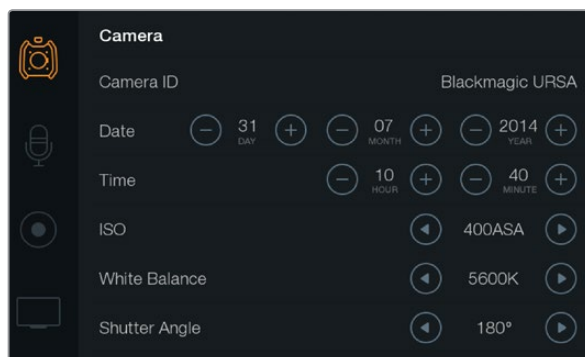 Camera
Camera ID Blackmagic URSA
Date 31 DAY 07 MONTH 2014 YEAR
Time 10 HOUR 40 MINUTE
ISO 400ASA
White Balance 5600K
Shutter Angle 180°